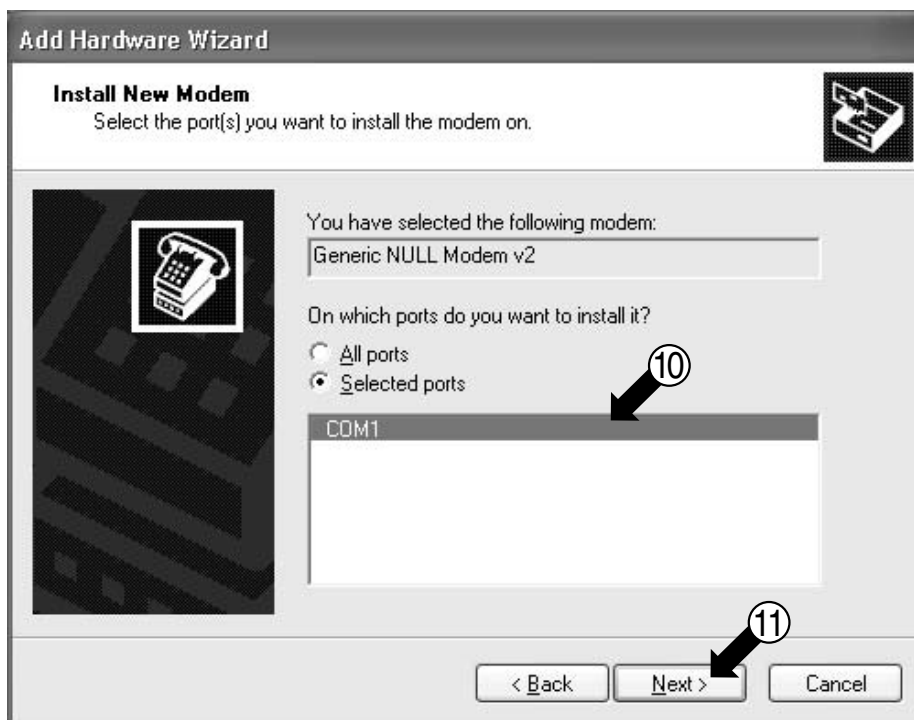 Add Hardware Wizard
Install New Modem
Select the port(s) you want to install the modem on.
You have selected the following modem:
Generic NULL Modem v2
On which ports do you want to install it?
All ports
Selected ports
⑩
COM1
⑪
< Back Next > Cancel